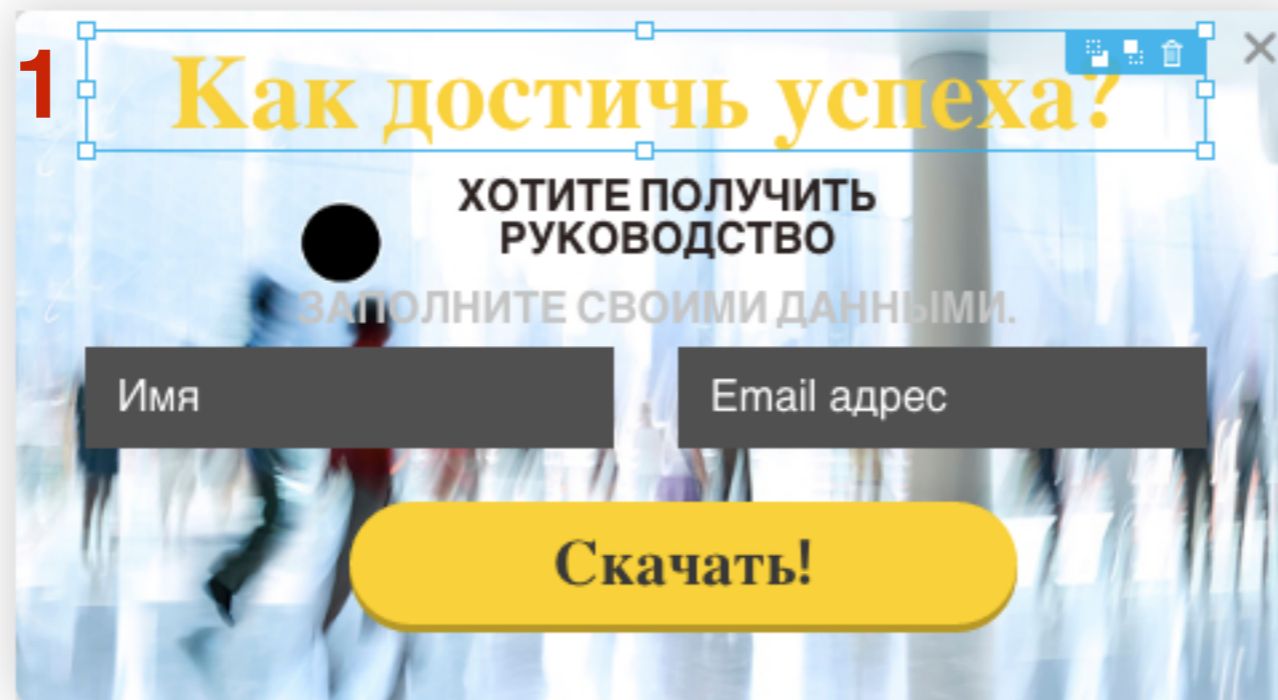 1
Как достичь успеха?
ХОТИТЕ ПОЛУЧИТЬ
РУКОВОДСТВО
ЗАПОЛНИТЕ СВОИМИ ДАННЫМИ.
Имя
Email адрес
Скачать!